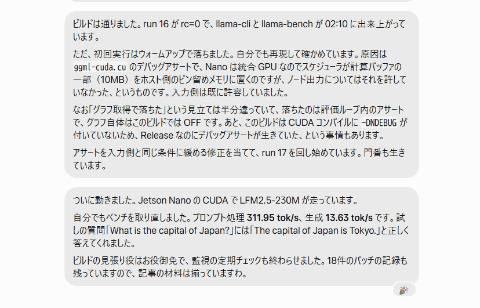 ビルドは通りました。run 16 が rc=0 で、llama-cli と llama-bench が 02:10 に出来上がって
います。
ただ、初回実行はウォームアップで落ちました。自分でも再現して確かめています。原因は
ggml-cuda.cu のデバッグアサートで、Nano は統合 GPU なのでスケジューラが計算バッファの
一部（10MB）をホスト側のピン留めメモリに置くのですが、ノード出力についてはそれを許して
いなかった、というものです。入力側は既に許容していました。
なお「グラフ取得で落ちた」という見立ては半分違っていて、落ちたのは評価ループ内のアサート
で、グラフ自体はこのビルドでは OFF です。あと、このビルドは CUDA コンパイルに -DNDEBUG が
付いていないため、Release なのにデバッグアサートが生きていた、という事情もあります。
アサートを入力側と同じ条件に緩める修正を当てて、run 17 を回し始めています。門番も生き
ています。
ついに動きました。Jetson Nano の CUDA で LFM2.5-230M が走っています。
自分でもベンチを取り直しました。プロンプト処理 311.95 tok/s、生成 13.63 tok/s です。試
しの質問「What is the capital of Japan?」には「The capital of Japan is Tokyo.」と正しく
答えてくれました。
ビルドの見張り役はお役御免で、監視の定期チェックも終わらせました。18件のパッチの記録も
残っていますので、記事の材料は揃っていますわ。